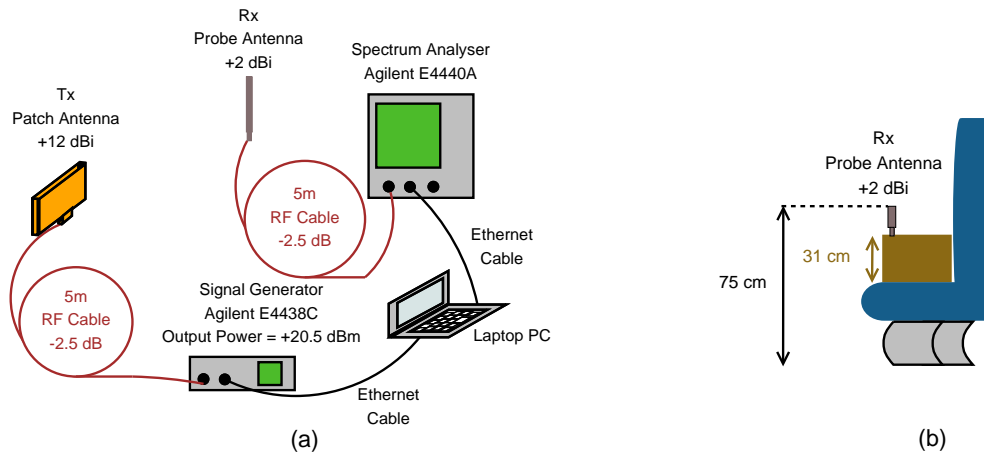 Rx
Probe Antenna
+2 dBi
Spectrum Analyser
Agilent E4440A
Tx
Patch Antenna
+12 dBi
5m
RF Cable
-2.5 dB
Ethernet
Cable
5m
RF Cable
-2.5 dB
Signal Generator
Agilent E4438C
Output Power = +20.5 dBm
Laptop PC
Ethernet
Cable
(a)
Rx
Probe Antenna
+2 dBi
31 cm
75 cm
(b)